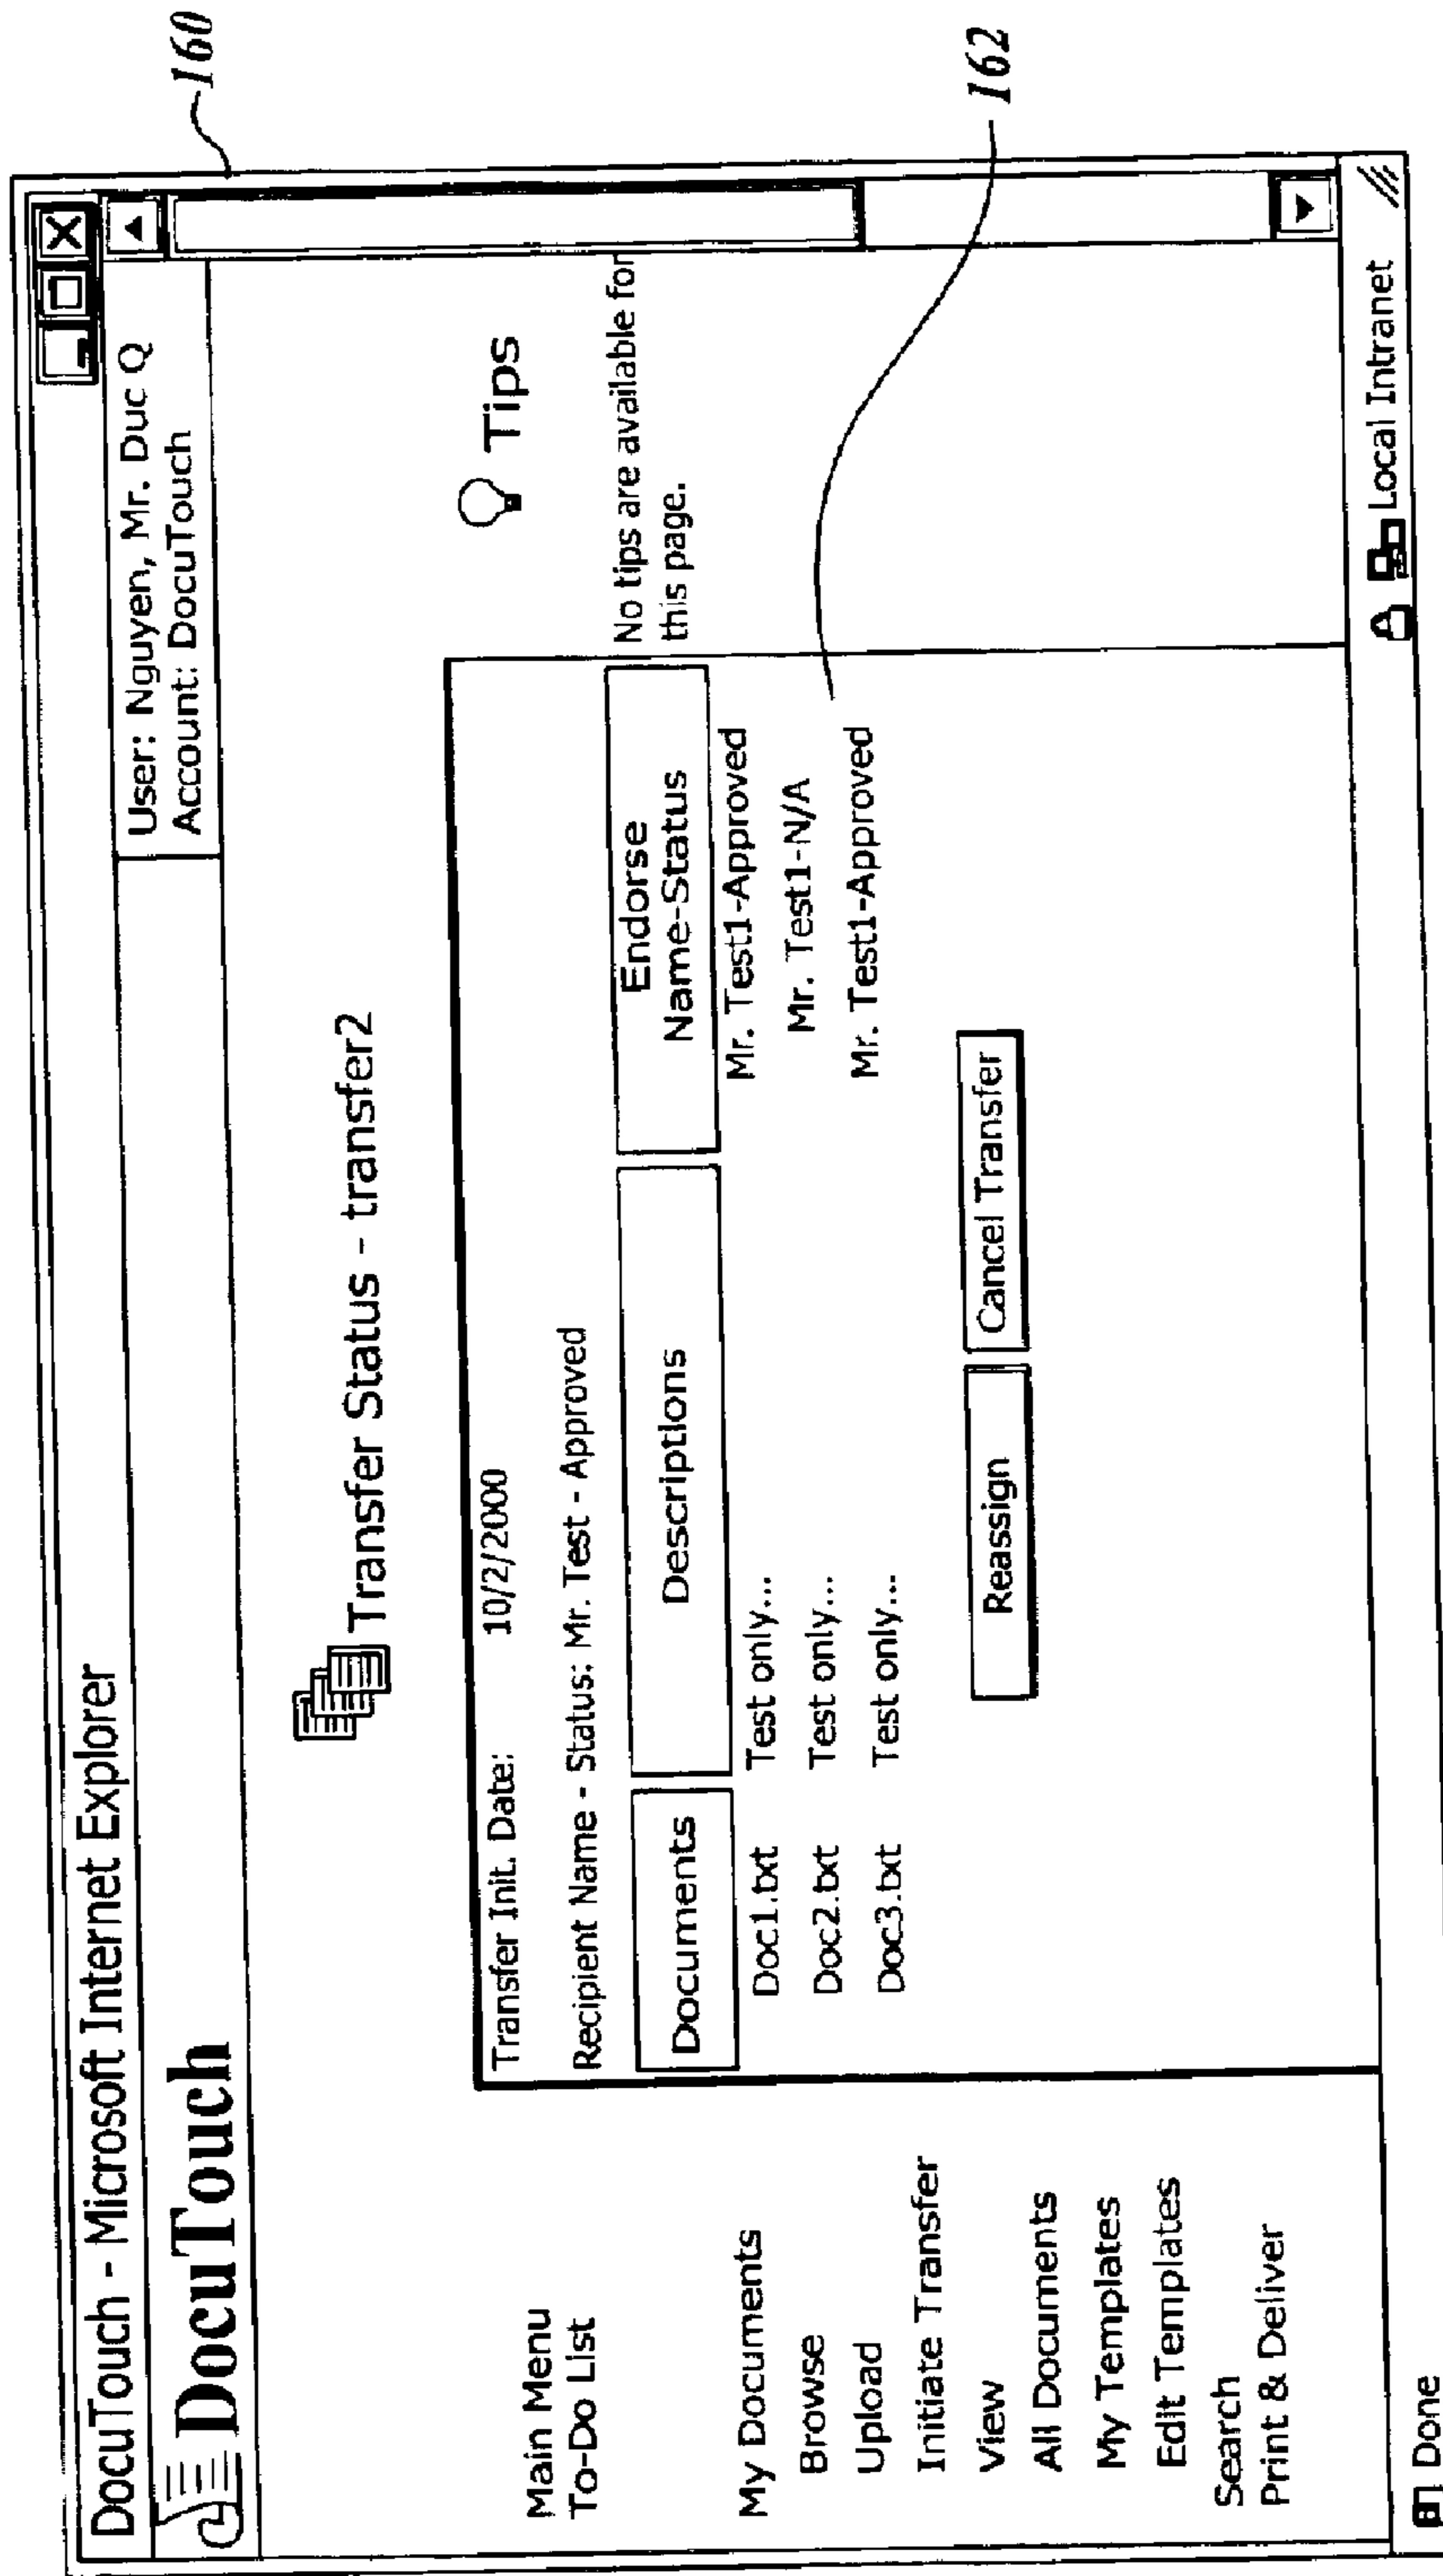 DocuTouch - Microsoft Internet Explorer
DocuTouch
User: Nguyen, Mr. Duc Q
Account: DocuTouch
160
Transfer Status - transfer2
Main Menu
To-Do List
My Documents
Browse
Upload
Initiate Transfer
View
All Documents
My Templates
Edit Templates
Search
Print & Deliver
Transfer Init. Date: 10/2/2000
Recipient Name - Status: Mr. Test - Approved
Documents Descriptions Endorse
Name-Status
Doc1.txt Test only... Mr. Test1-Approved
Doc2.txt Test only... Mr. Test1-N/A
Doc3.txt Test only... Mr. Test1-Approved
Reassign Cancel Transfer
Tips
No tips are available for
this page.
162
Done Local Intranet